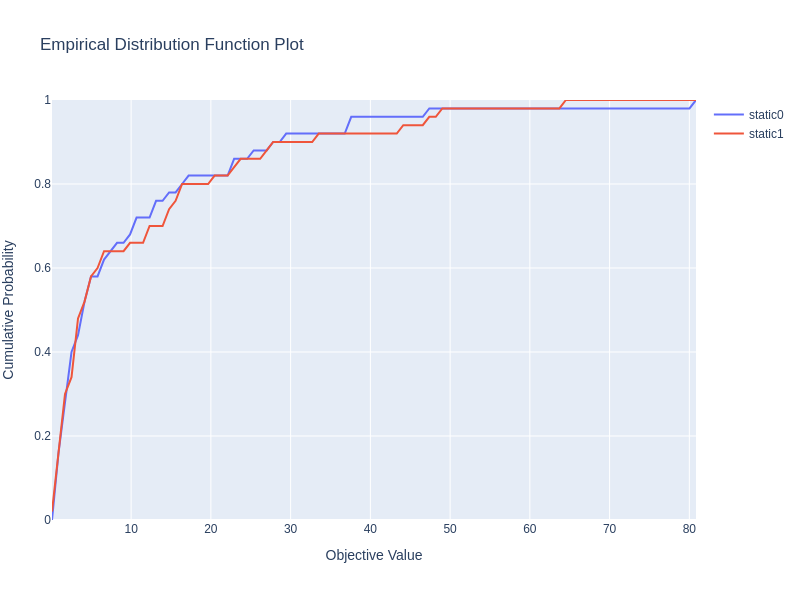 Empirical Distribution Function Plot
1
0.8
0.6
0.4
0.2
0
Cumulative Probability
10 20 30 40 50 60 70 80
Objective Value
static0
static1